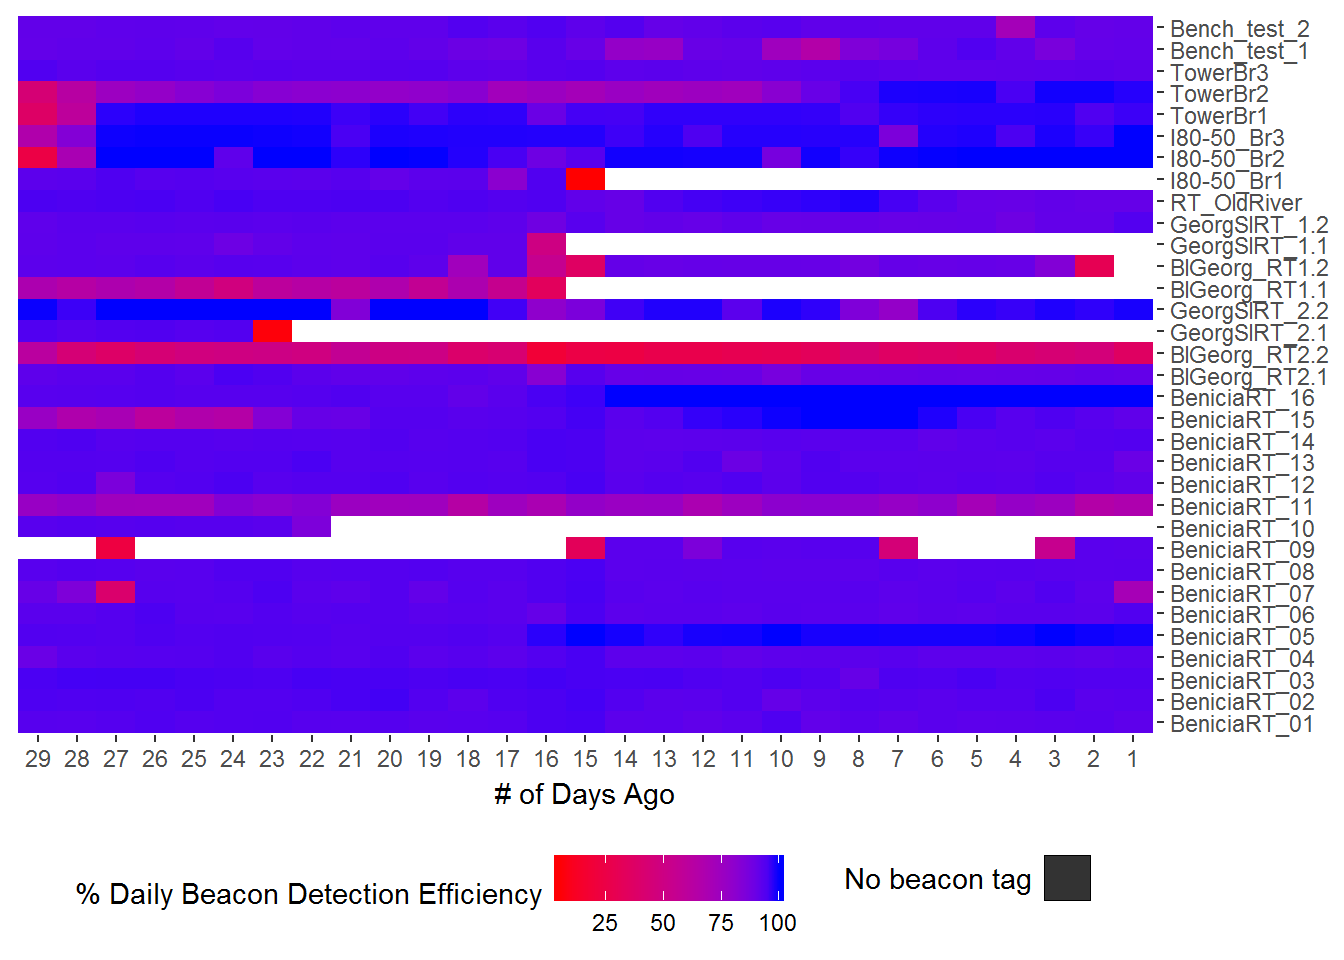 Bench_test_2
Bench_test_1
TowerBr3
TowerBr2
TowerBr1
I80-50_Br3
I80-50_Br2
I80-50_Br1
RT_OldRiver
GeorgSlRT_1.2
GeorgSlRT_1.1
BlGeorg_RT1.2
BlGeorg_RT1.1
GeorgSlRT_2.2
GeorgSlRT_2.1
BlGeorg_RT2.2
BlGeorg_RT2.1
BeniciaRT_16
BeniciaRT_15
BeniciaRT_14
BeniciaRT_13
BeniciaRT_12
BeniciaRT_11
BeniciaRT_10
BeniciaRT_09
BeniciaRT_08
BeniciaRT_07
BeniciaRT_06
BeniciaRT_05
BeniciaRT_04
BeniciaRT_03
BeniciaRT_02
BeniciaRT_01
29 28 27 26 25 24 23 22 21 20 19 18 17 16 15 14 13 12 11 10 9 8 7 6 5 4 3 2 1
# of Days Ago
% Daily Beacon Detection Efficiency
25 50 75 100
No beacon tag